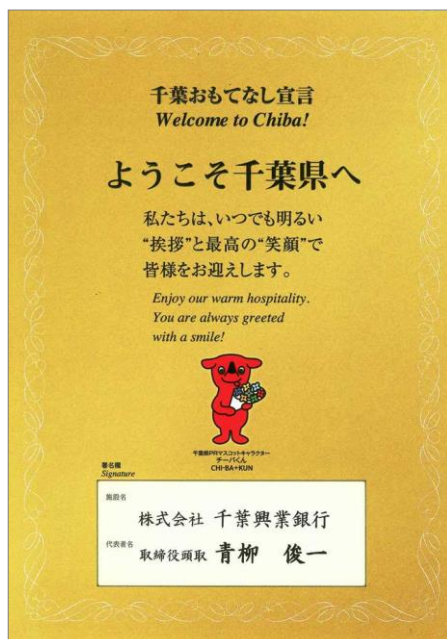 千葉おもてなし宣言
Welcome to Chiba!
ようこそ千葉県へ
私たちは、いつでも明るい
“挨拶”と最高の“笑顔”で
皆様をお迎えします。
Enjoy our warm hospitality.
You are always greeted
with a smile!
千葉県PRマスコットキャラクター
チーバくん
CHI-BA+KUN
署名欄
Signature
施設名
株式会社 千葉興業銀行
代表者名 取締役頭取 青柳 俊一